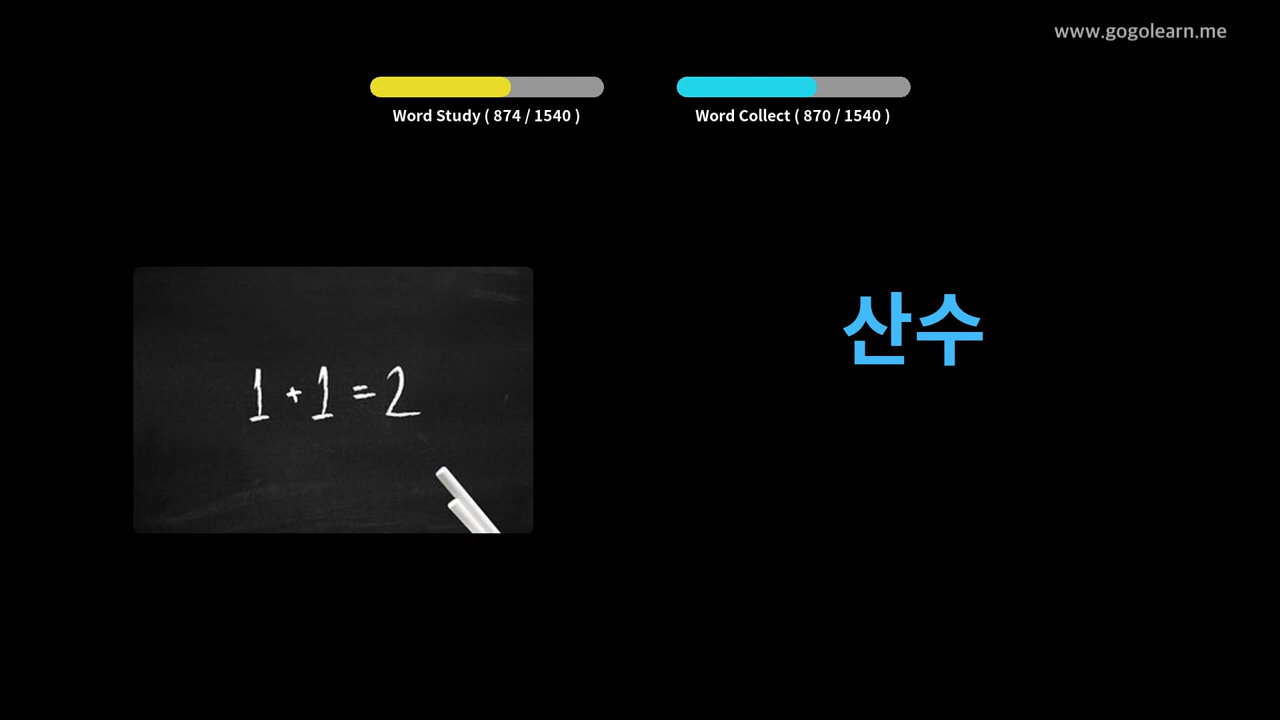 www.gogolearn.me
Word Study ( 874 / 1540 )
Word Collect ( 870 / 1540 )
1 + 1 = 2
산수